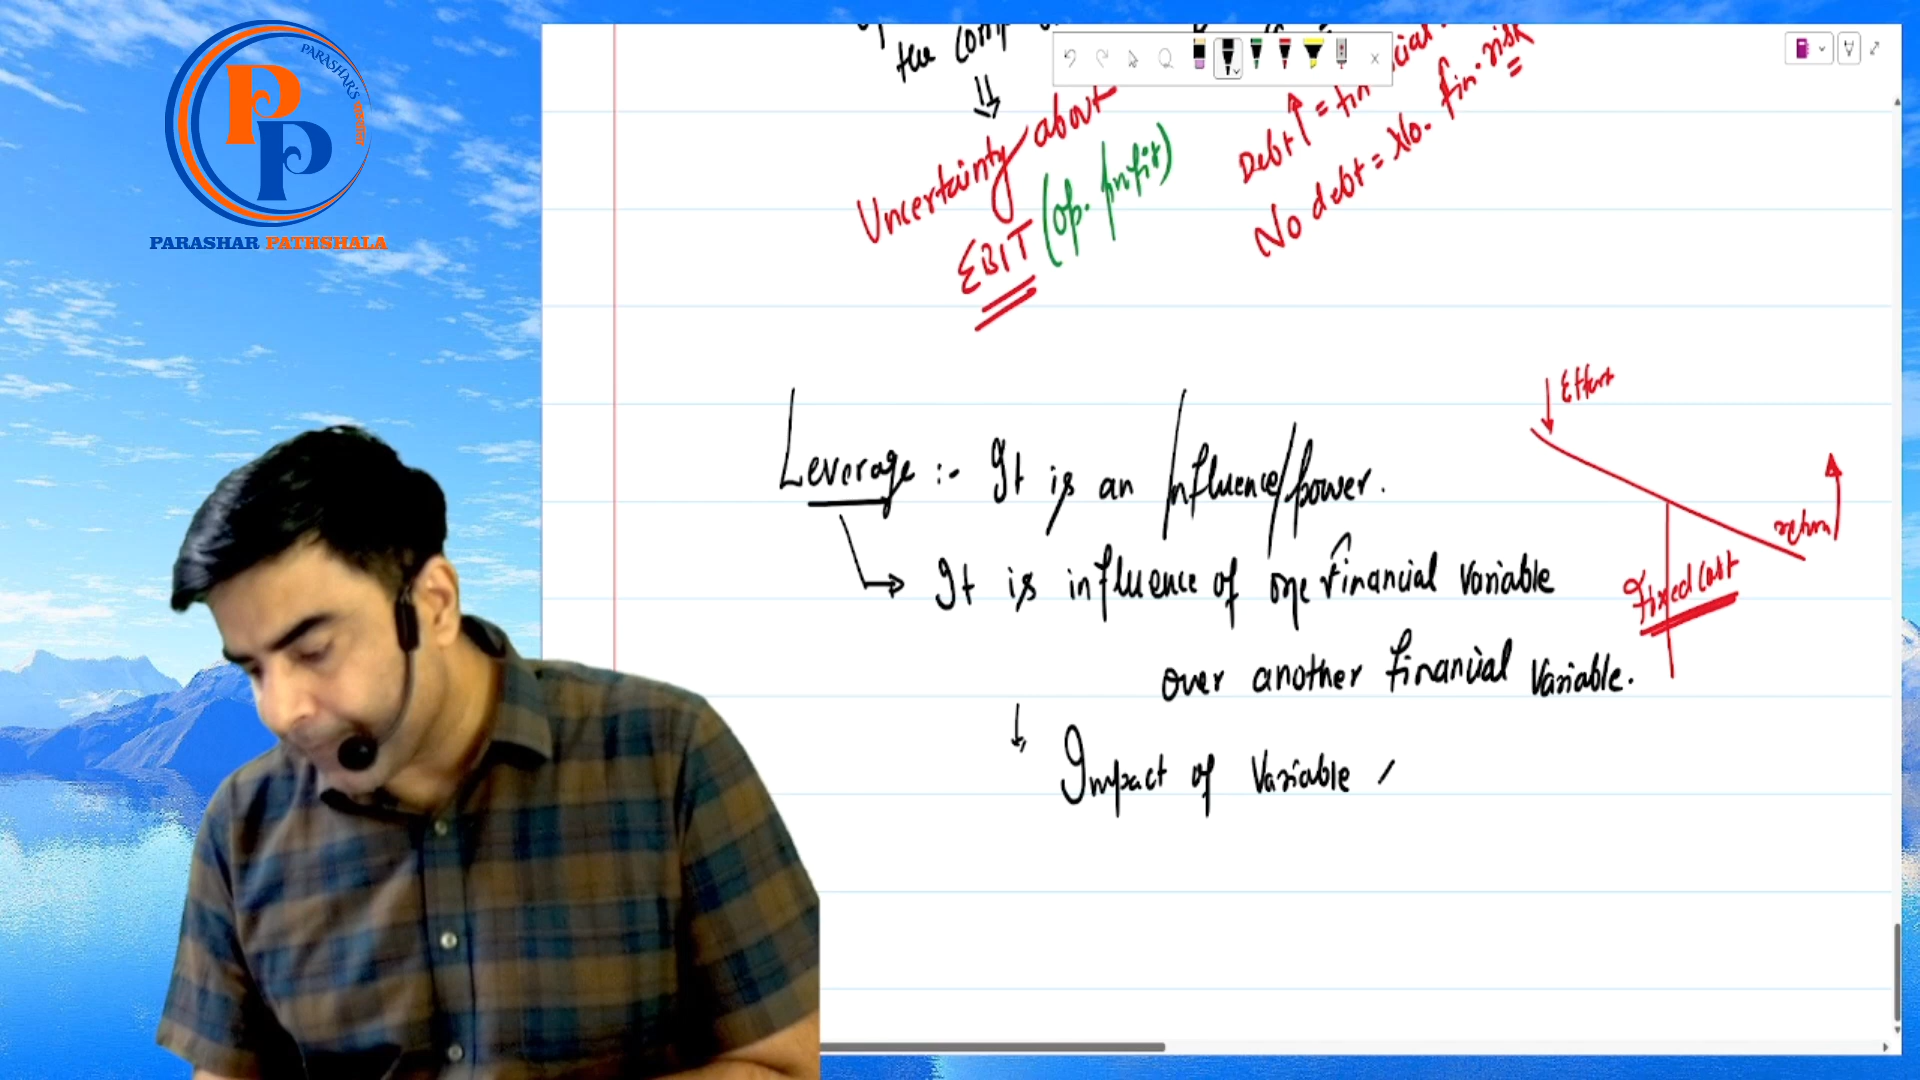 PARASHAR'S
PARASHAR PATHSHALA
the comp
Uncertainty about
EBIT (op. profit)
Debt ↑ = fin cial
No debt = No. fin. risk
Effort
Leverage :- It is an Influence/power.
return
Fixed Cost
↳ It is influence of one financial variable
over another financial variable.
↓ Impact of Variable